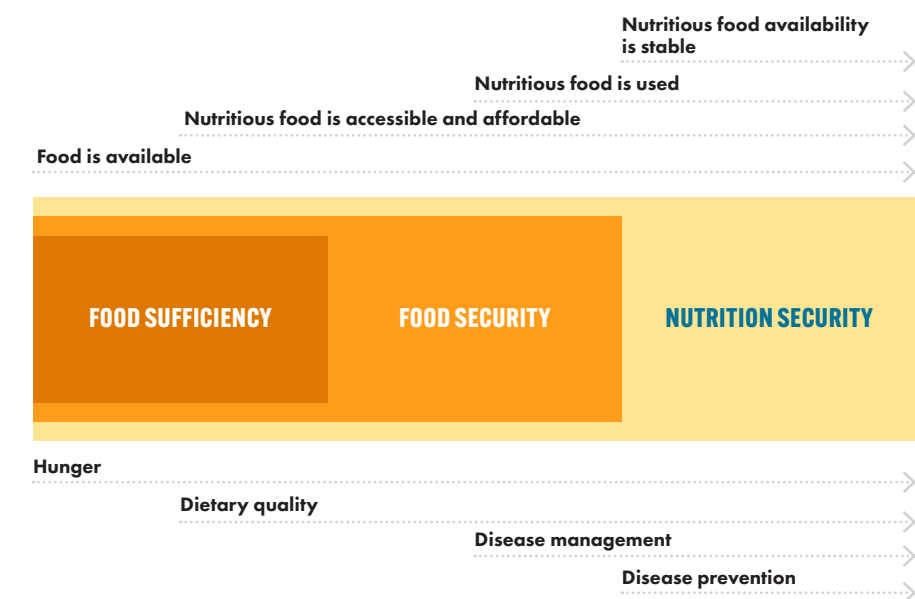 Nutritious food availability
is stable
Nutritious food is used
Nutritious food is accessible and affordable
Food is available
FOOD SUFFICIENCY
FOOD SECURITY
NUTRITION SECURITY
Hunger
Dietary quality
Disease management
Disease prevention